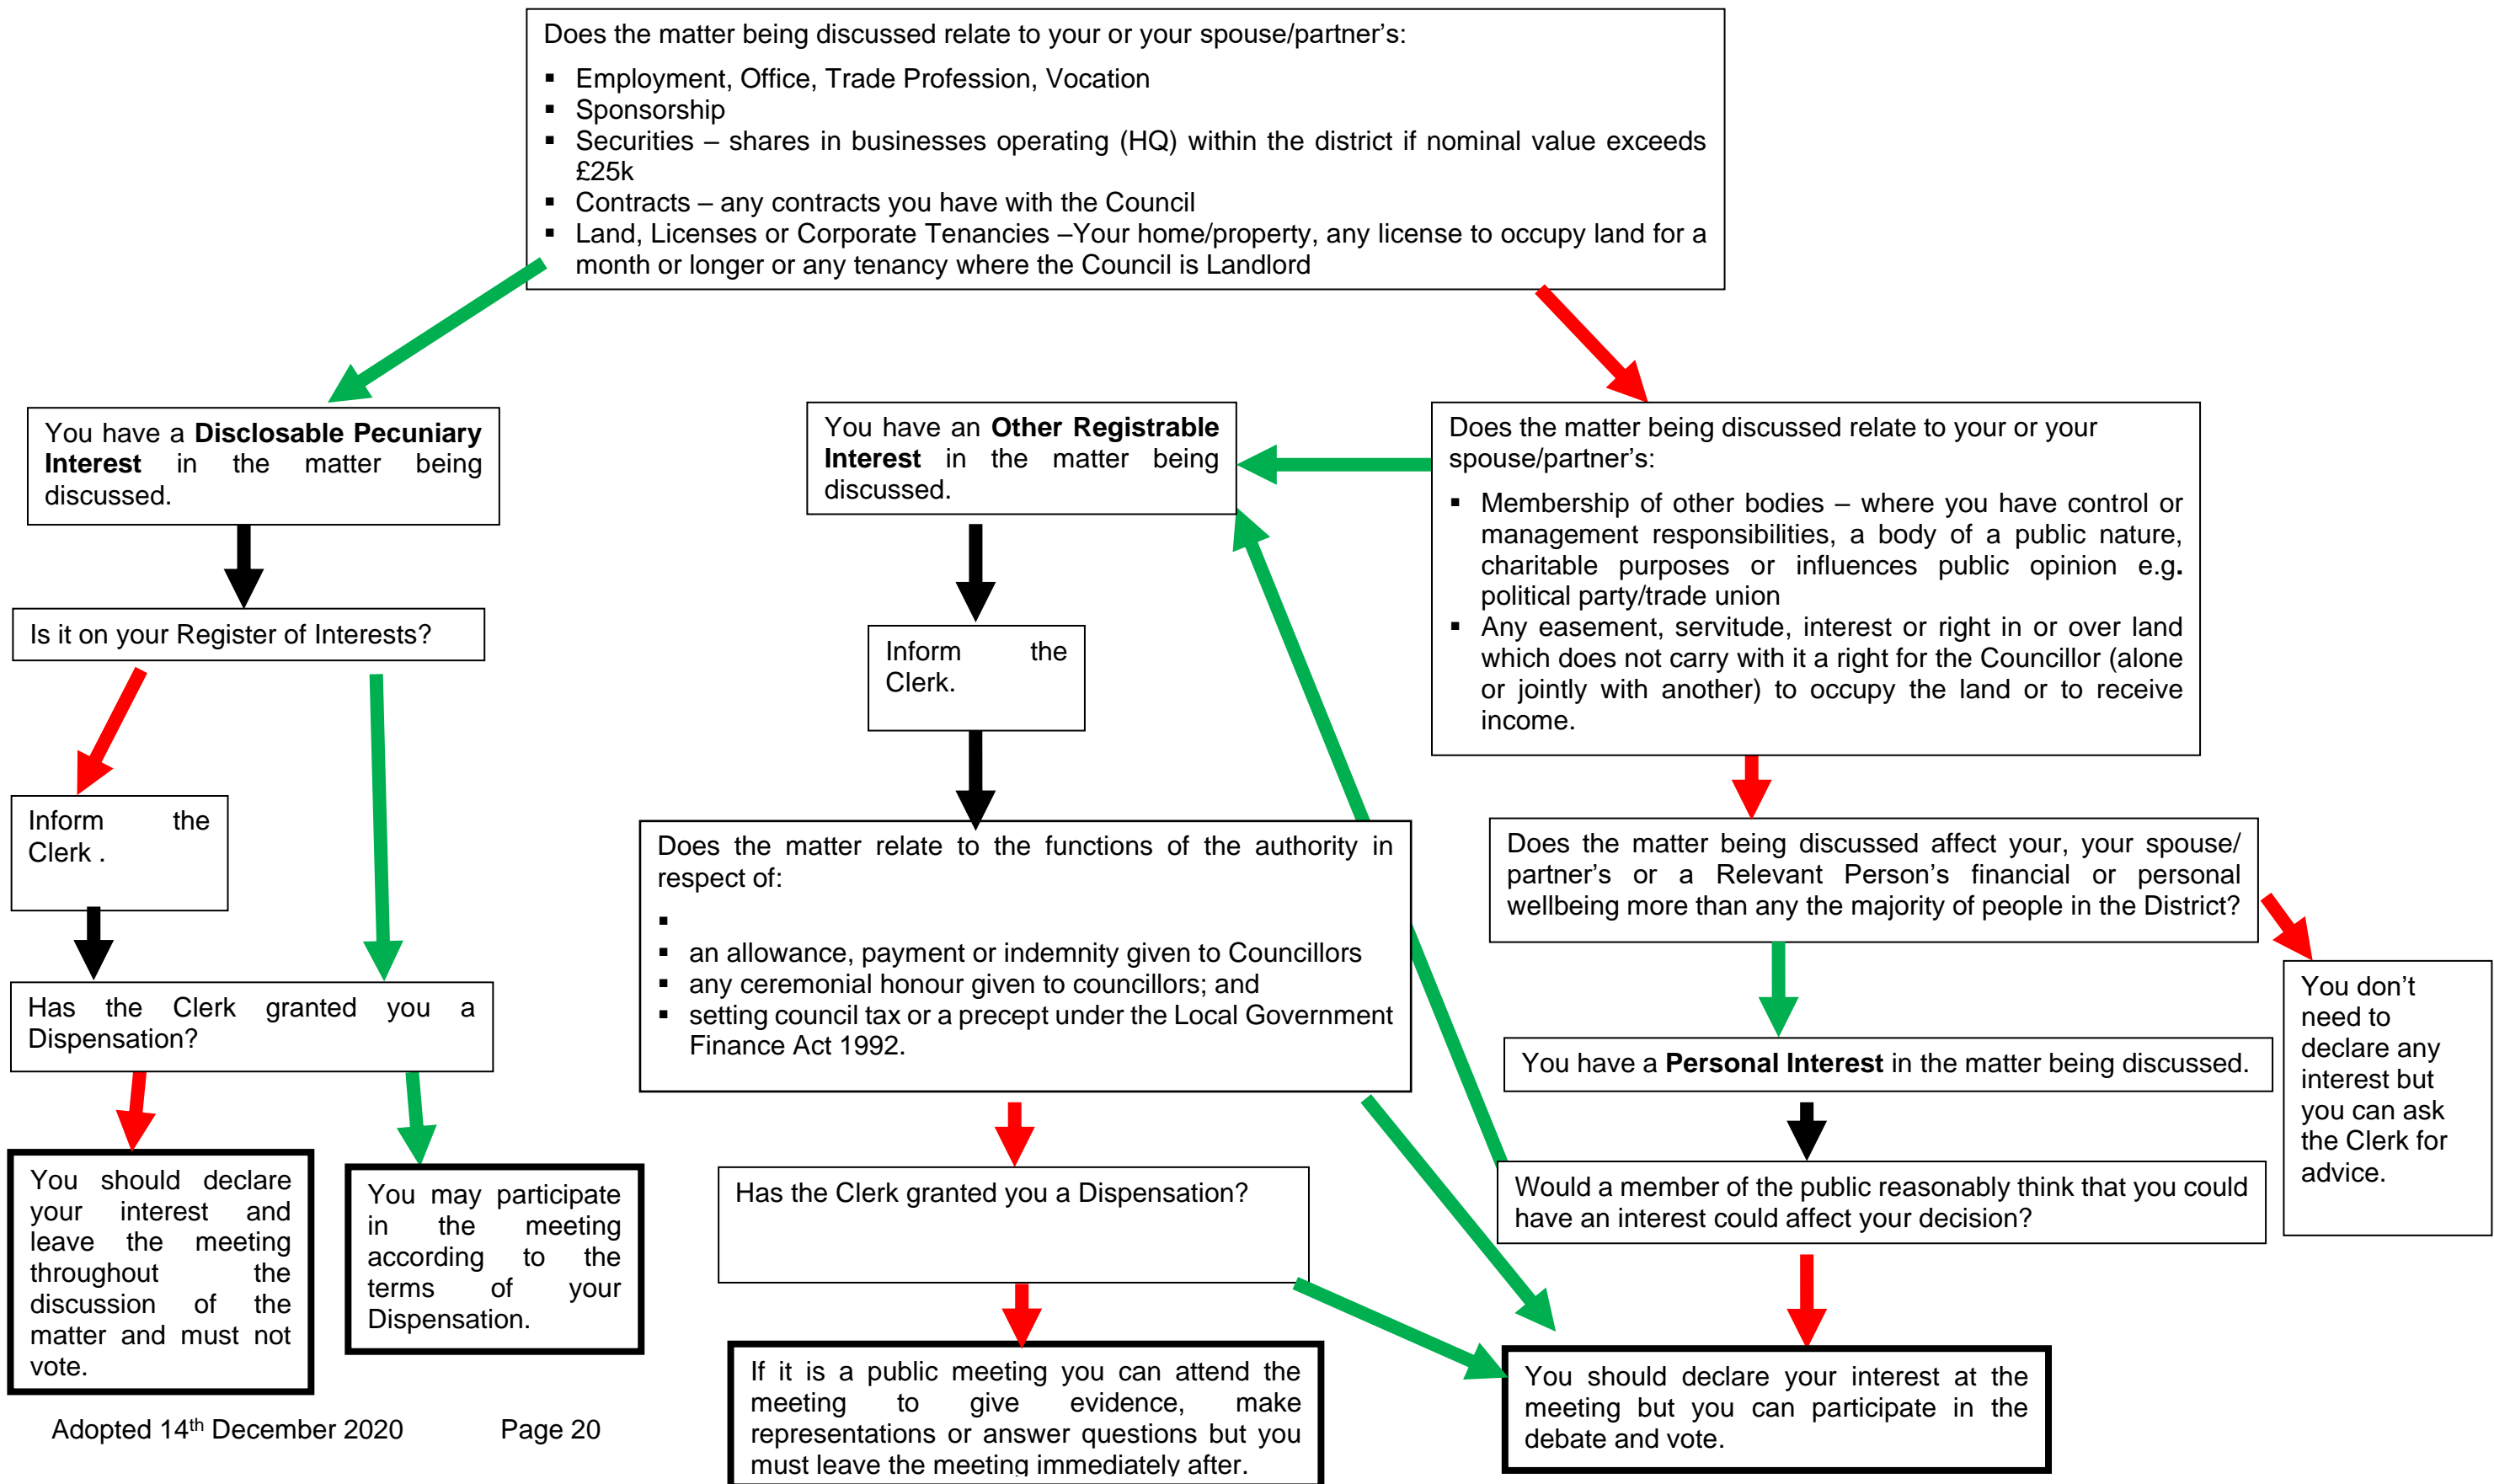 Does the matter being discussed relate to your or your spouse/partner's:
▪ Employment, Office, Trade Profession, Vocation
▪ Sponsorship
▪ Securities – shares in businesses operating (HQ) within the district if nominal value exceeds
£25k
▪ Contracts – any contracts you have with the Council
▪ Land, Licenses or Corporate Tenancies –Your home/property, any license to occupy land for a
month or longer or any tenancy where the Council is Landlord
You have a Disclosable Pecuniary
Interest in the matter being
discussed.
Is it on your Register of Interests?
Inform the
Clerk .
Has the Clerk granted you a
Dispensation?
You should declare
your interest and
leave the meeting
throughout the
discussion of the
matter and must not
vote.
You may participate
in the meeting
according to the
terms of your
Dispensation.
You have an Other Registrable
Interest in the matter being
discussed.
Inform the
Clerk.
Does the matter relate to the functions of the authority in
respect of:
▪
▪ an allowance, payment or indemnity given to Councillors
▪ any ceremonial honour given to councillors; and
▪ setting council tax or a precept under the Local Government
Finance Act 1992.
Has the Clerk granted you a Dispensation?
If it is a public meeting you can attend the
meeting to give evidence, make
representations or answer questions but you
must leave the meeting immediately after.
Does the matter being discussed relate to your or your
spouse/partner's:
▪ Membership of other bodies – where you have control or
management responsibilities, a body of a public nature,
charitable purposes or influences public opinion e.g.
political party/trade union
▪ Any easement, servitude, interest or right in or over land
which does not carry with it a right for the Councillor (alone
or jointly with another) to occupy the land or to receive
income.
Does the matter being discussed affect your, your spouse/
partner's or a Relevant Person's financial or personal
wellbeing more than any the majority of people in the District?
You have a Personal Interest in the matter being discussed.
Would a member of the public reasonably think that you could
have an interest could affect your decision?
You should declare your interest at the
meeting but you can participate in the
debate and vote.
You don't
need to
declare any
interest but
you can ask
the Clerk for
advice.
Adopted 14th December 2020 Page 20